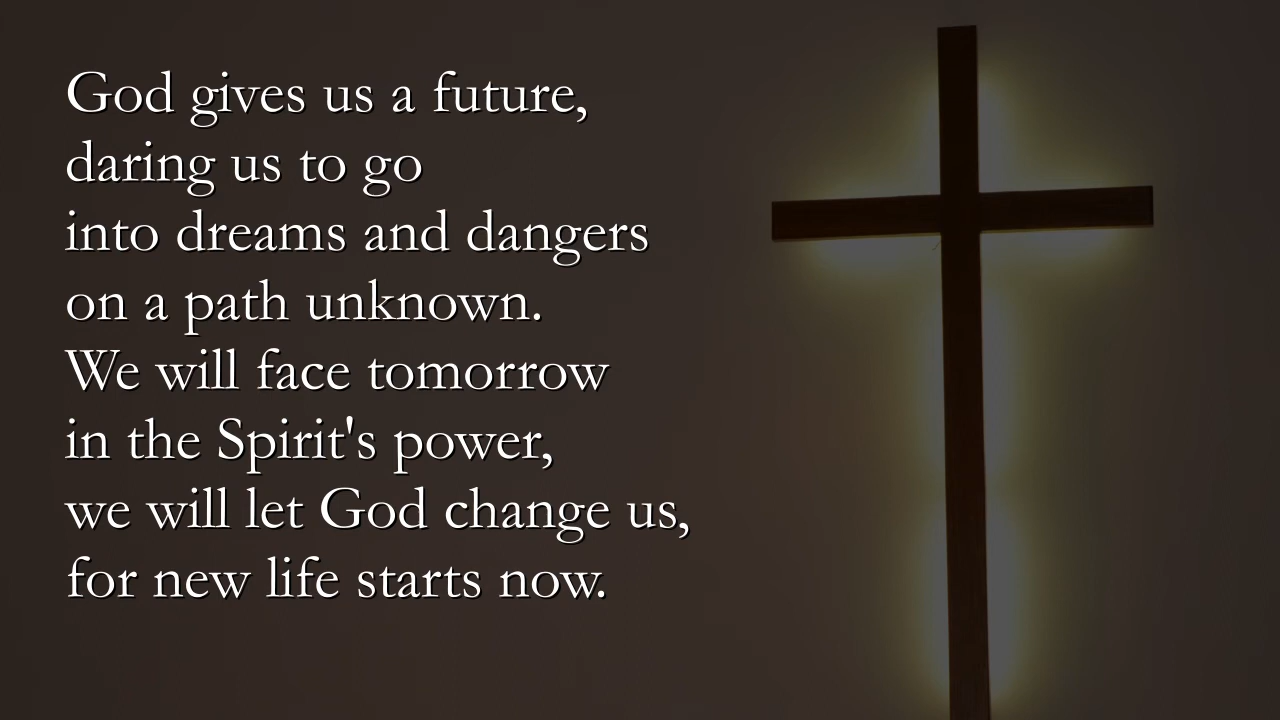 God gives us a future,
daring us to go
into dreams and dangers
on a path unknown.
We will face tomorrow
in the Spirit's power,
we will let God change us,
for new life starts now.